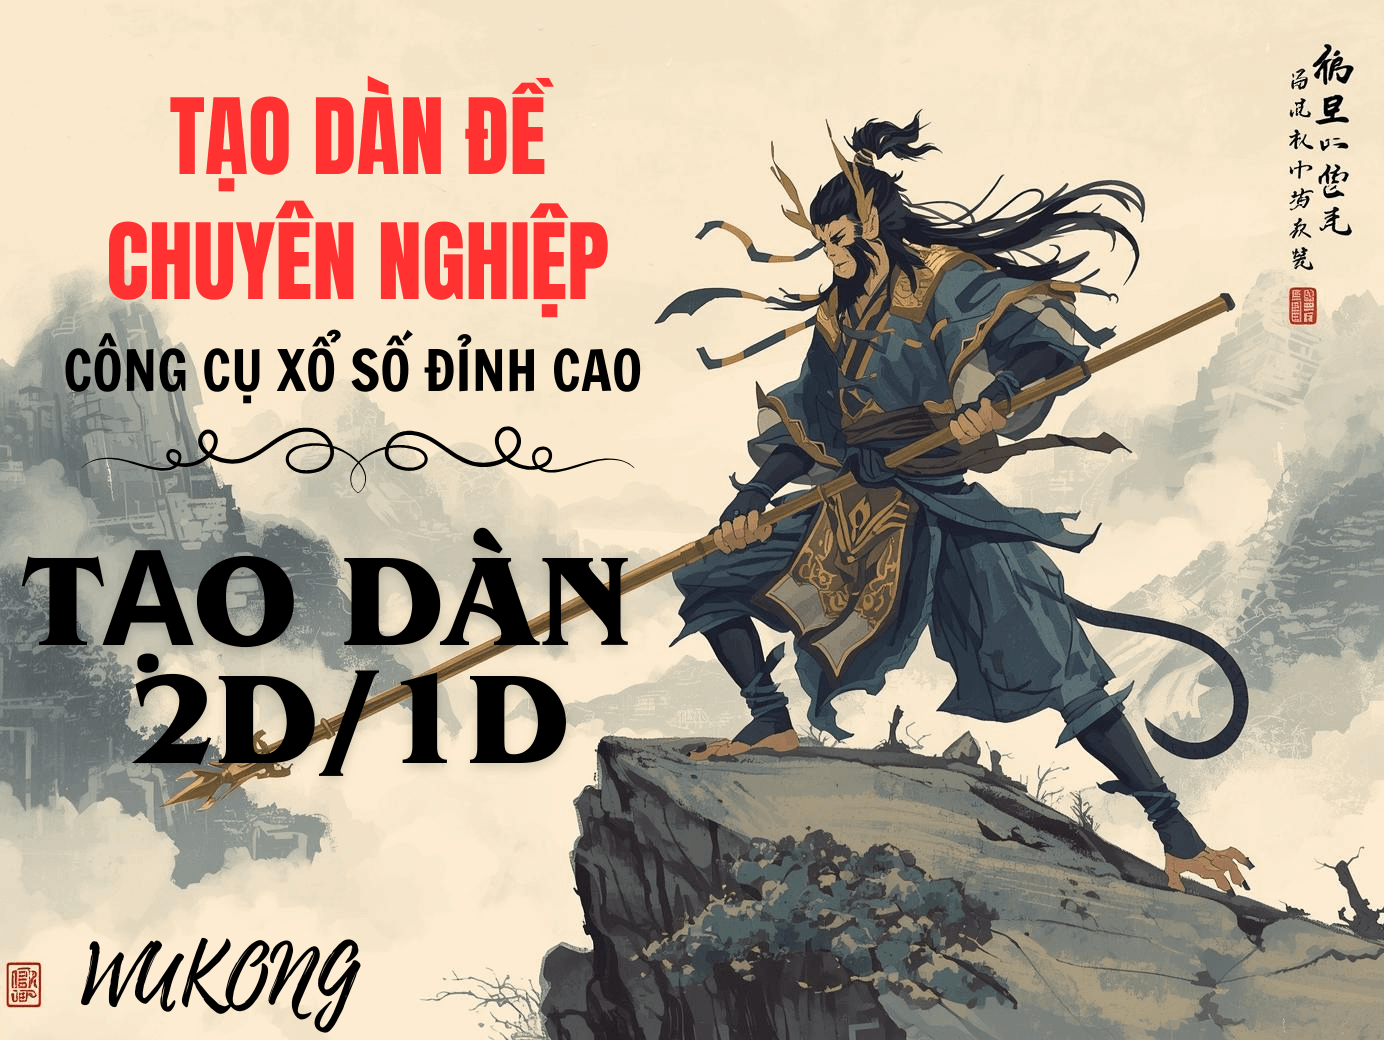 TẠO DÀN ĐỀ
CHUYÊN NGHIỆP
CÔNG CỤ XỔ SỐ ĐỈNH CAO
TẠO DÀN
2D/1D
WUKONG